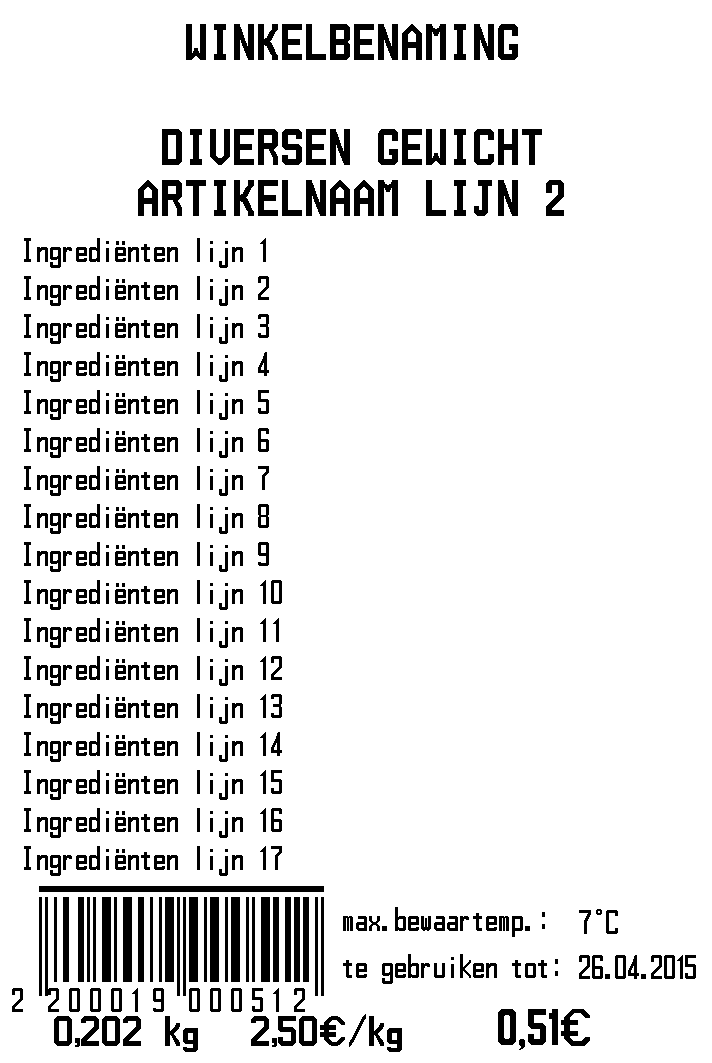 WINKELBENAMING
DIVERSEN GEWICHT
ARTIKELNAAM LIJN 2
Ingrediënten lijn 1
Ingrediënten lijn 2
Ingrediënten lijn 3
Ingrediënten lijn 4
Ingrediënten lijn 5
Ingrediënten lijn 6
Ingrediënten lijn 7
Ingrediënten lijn 8
Ingrediënten lijn 9
Ingrediënten lijn 10
Ingrediënten lijn 11
Ingrediënten lijn 12
Ingrediënten lijn 13
Ingrediënten lijn 14
Ingrediënten lijn 15
Ingrediënten lijn 16
Ingrediënten lijn 17
max.bewaartemp.: 7°C
te gebruiken tot: 26.04.2015
2 200019 000512
0,202 kg 2,50€/kg 0,51€